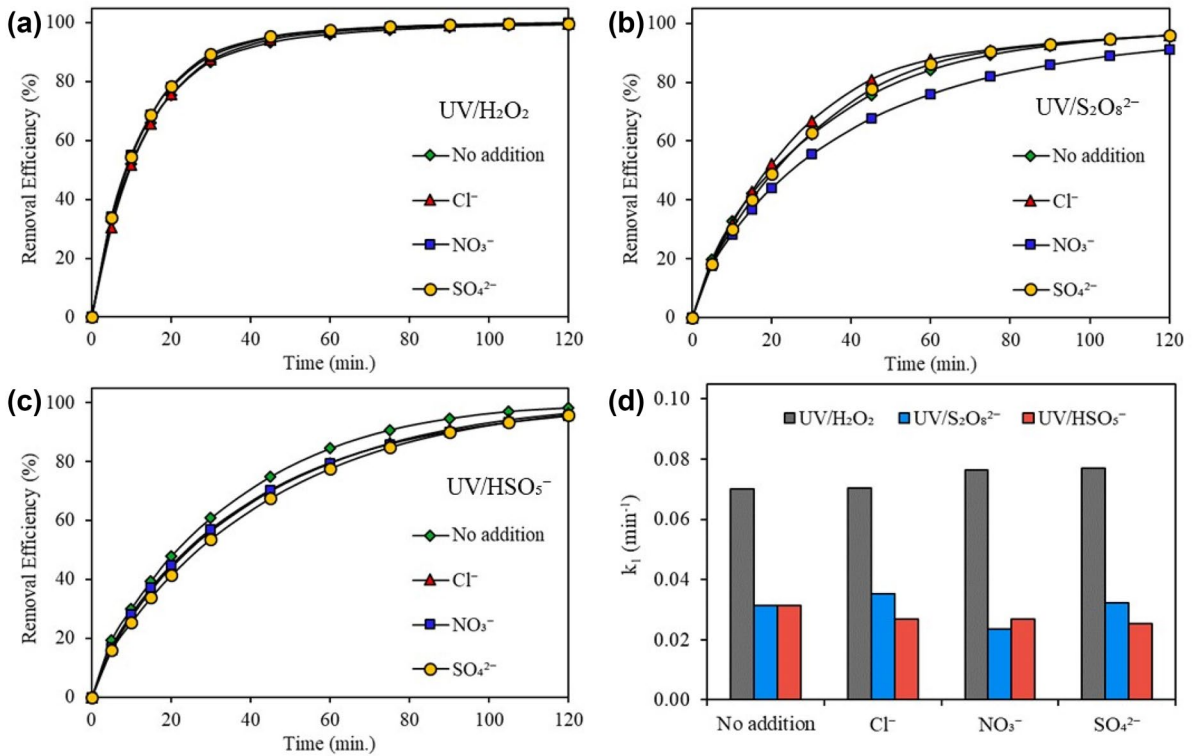 (a)
100
80
60
40
20
0
Removal Efficiency (%)
UV/H₂O₂
No addition
Cl⁻
NO₃⁻
SO₄²⁻
0 20 40 60 80 100 120
Time (min.)
(b)
100
80
60
40
20
0
Removal Efficiency (%)
UV/S₂O₈²⁻
No addition
Cl⁻
NO₃⁻
SO₄²⁻
0 20 40 60 80 100 120
Time (min.)
(c)
100
80
60
40
20
0
Removal Efficiency (%)
UV/HSO₅⁻
No addition
Cl⁻
NO₃⁻
SO₄²⁻
0 20 40 60 80 100 120
Time (min.)
(d)
0.10
0.08
0.06
0.04
0.02
0.00
k₁ (min⁻¹)
UV/H₂O₂ UV/S₂O₈²⁻ UV/HSO₅⁻
No addition Cl⁻ NO₃⁻ SO₄²⁻